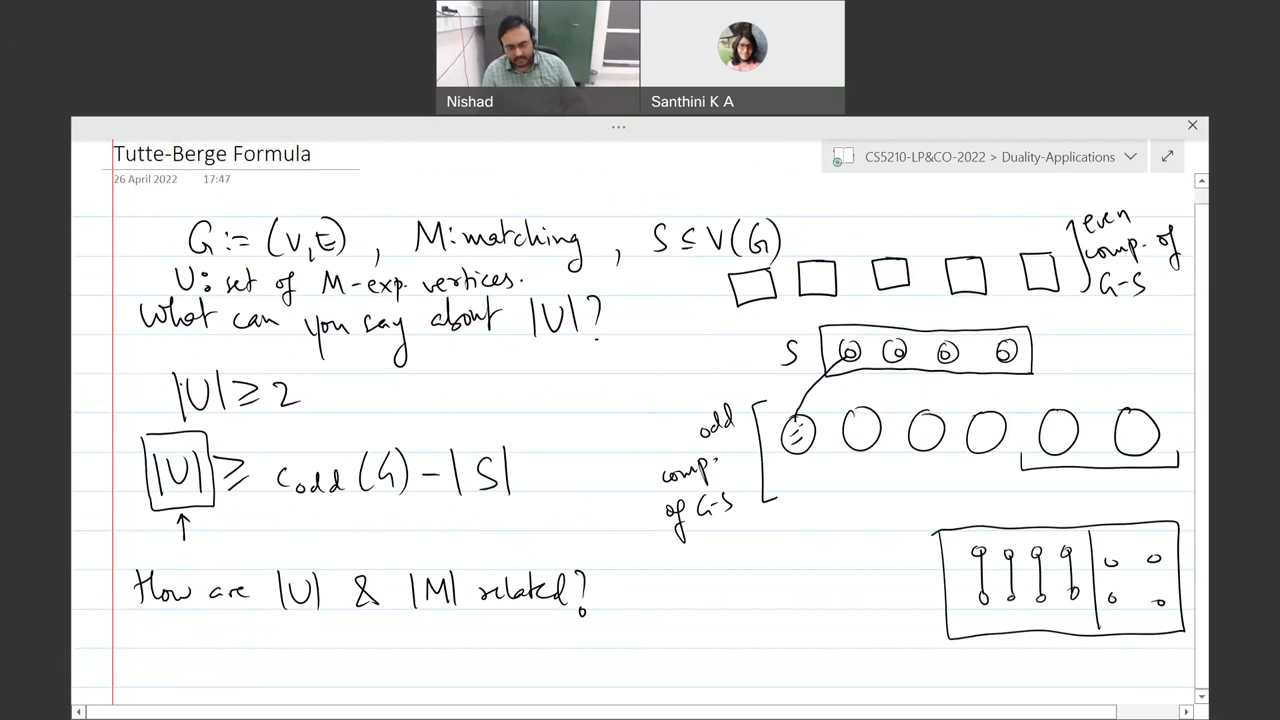 Nishad
Santhini K A
Tutte-Berge Formula
26 April 2022 17:47
CS5210-LP&CO-2022 > Duality-Applications
G := (V,E) , M: matching , S ⊆ V(G)
U: set of M-exp. vertices.
What can you say about |U|?
even
comp. of
G-S
S
|U| ≥ 2
odd
comp.
of G-S
|U| ≥ c_odd (G) - |S|
How are |U| & |M| related?